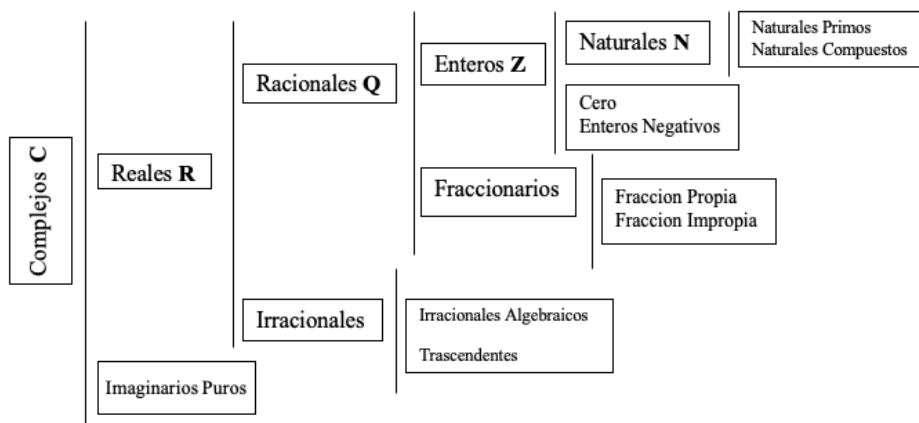 Complejos C
Reales R
Imaginarios Puros
Racionales Q
Irracionales
Enteros Z
Fraccionarios
Irracionales Algebraicos
Trascendentes
Naturales N
Cero
Enteros Negativos
Fraccion Propia
Fraccion Impropia
Naturales Primos
Naturales Compuestos